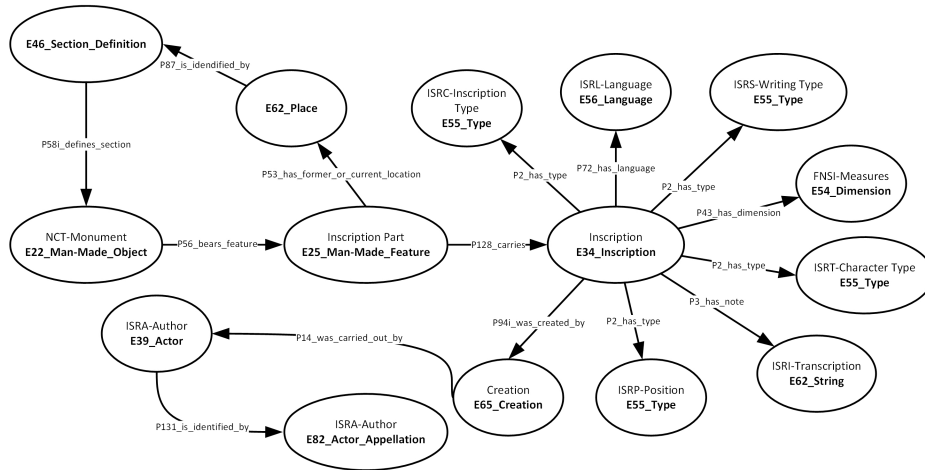 E46_Section_Definition
P87_is_idendified_by
E62_Place
P58i_defines_section
P53_has_former_or_current_location
NCT-Monument
E22_Man-Made_Object
P56_bears_feature
Inscription Part
E25_Man-Made_Feature
P128_carries
Inscription
E34_Inscription
ISRC-Inscription
Type
E55_Type
P2_has_type
ISRL-Language
E56_Language
P72_has_language
ISRS-Writing Type
E55_Type
P2_has_type
FNSI-Measures
E54_Dimension
P43_has_dimension
ISRT-Character Type
E55_Type
P2_has_type
ISRI-Transcription
E62_String
P3_has_note
ISRP-Position
E55_Type
P2_has_type
P94i_was_created_by
Creation
E65_Creation
P14_was_carried_out_by
ISRA-Author
E39_Actor
P131_is_identified_by
ISRA-Author
E82_Actor_Appellation